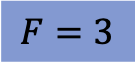 F = 3